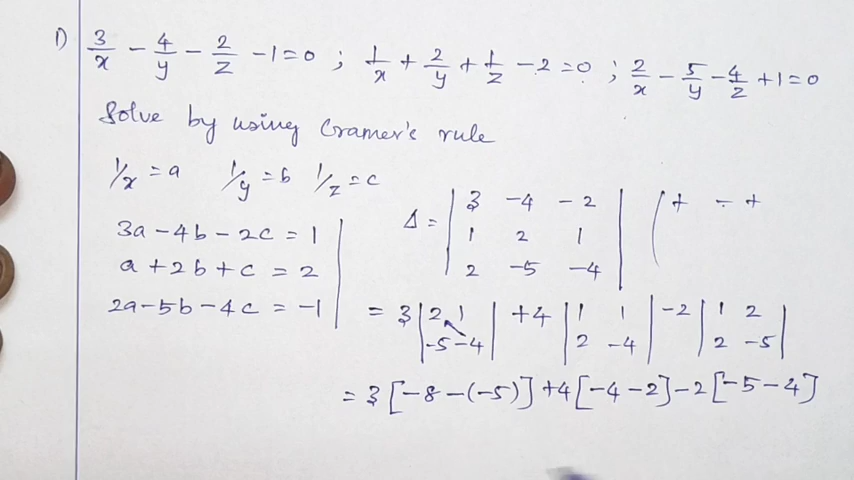 1) 3/x - 4/y - 2/z - 1 = 0 ; 1/x + 2/y + 1/z - 2 = 0 ; 2/x - 5/y - 4/z + 1 = 0
Solve by using Cramer's rule
1/x = a 1/y = b 1/z = c
3a - 4b - 2c = 1
a + 2b + c = 2
2a - 5b - 4c = -1
Δ = | 3 -4 -2 | ( + - +
| 1 2 1 |
| 2 -5 -4 |
= 3 | 2 1 | + 4 | 1 1 | - 2 | 1 2 |
| -5 -4 | | 2 -4 | | 2 -5 |
= 3 [-8 - (-5)] + 4 [-4 - 2] - 2 [-5 - 4]